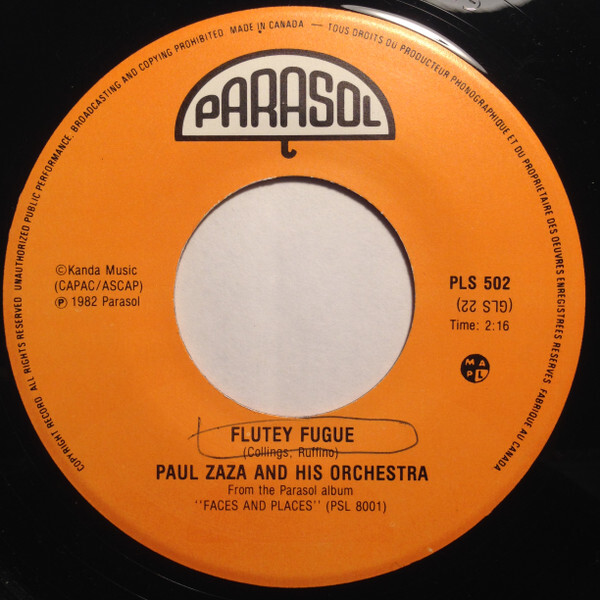 COPYRIGHT RECORD. ALL RIGHTS RESERVED. UNAUTHORIZED PUBLIC PERFORMANCE, BROADCASTING AND COPYING PROHIBITED. MADE IN CANADA — TOUS DROITS DU PRODUCTEUR PHONOGRAPHIQUE ET DU PROPRIETAIRE DES OEUVRES ENREGISTREES RESERVES. FABRIQUE AU CANADA
PARASOL
©Kanda Music
(CAPAC/ASCAP)
℗ 1982 Parasol
PLS 502
(GLS 22)
Time: 2:16
MAPL
FLUTEY FUGUE
(Collings, Ruffino)
PAUL ZAZA AND HIS ORCHESTRA
From the Parasol album
"FACES AND PLACES" (PSL 8001)